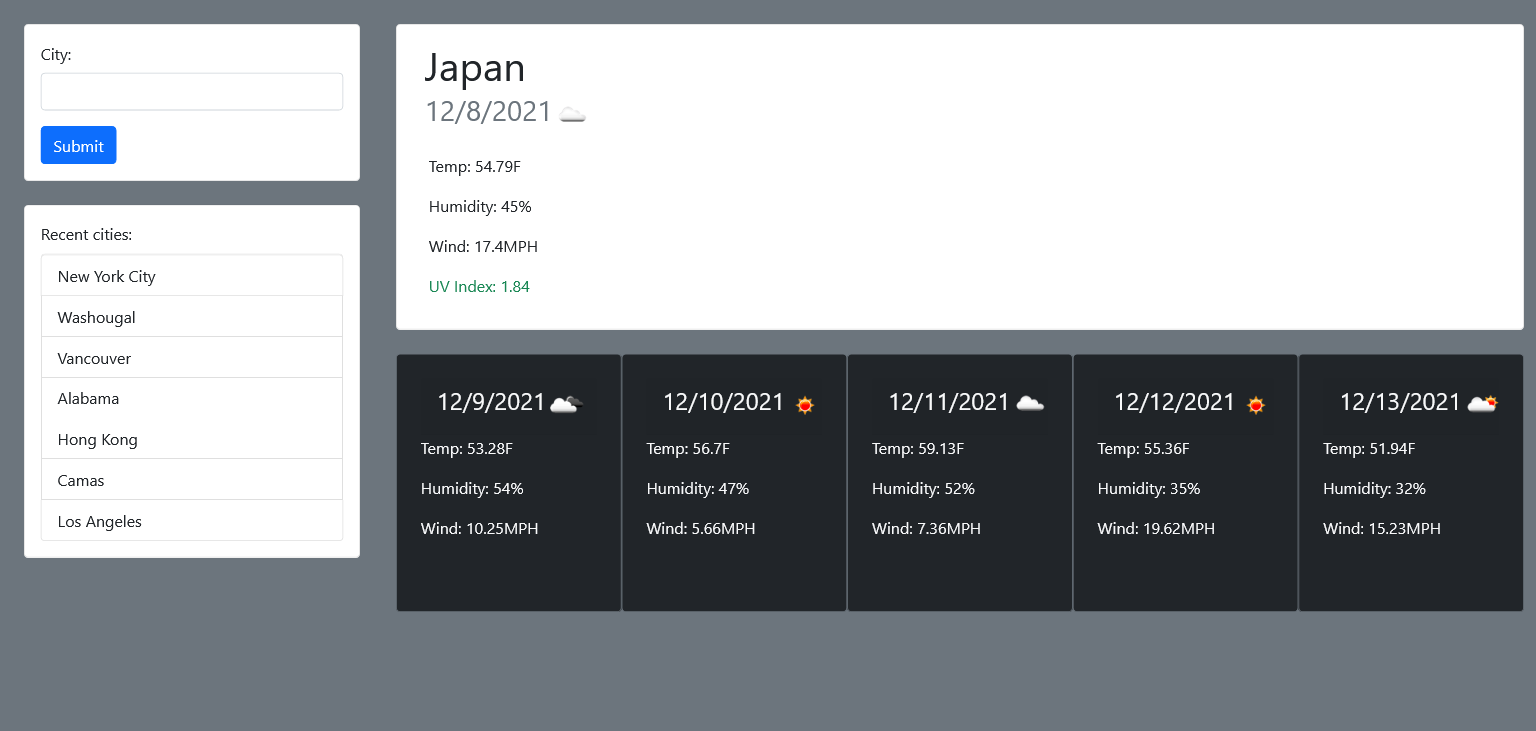 City:
Submit
Recent cities:
New York City
Washougal
Vancouver
Alabama
Hong Kong
Camas
Los Angeles
Japan
12/8/2021
Temp: 54.79F
Humidity: 45%
Wind: 17.4MPH
UV Index: 1.84
12/9/2021
Temp: 53.28F
Humidity: 54%
Wind: 10.25MPH
12/10/2021
Temp: 56.7F
Humidity: 47%
Wind: 5.66MPH
12/11/2021
Temp: 59.13F
Humidity: 52%
Wind: 7.36MPH
12/12/2021
Temp: 55.36F
Humidity: 35%
Wind: 19.62MPH
12/13/2021
Temp: 51.94F
Humidity: 32%
Wind: 15.23MPH